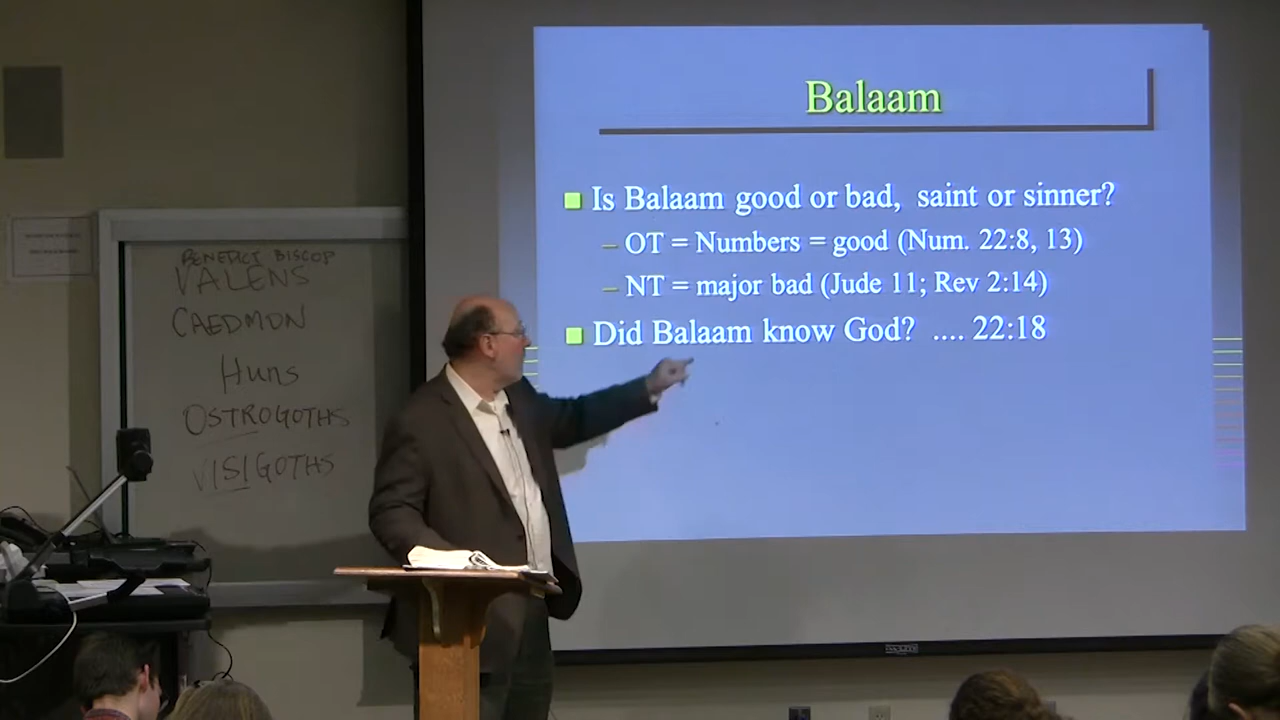 Balaam
Is Balaam good or bad, saint or sinner?
– OT = Numbers = good (Num. 22:8, 13)
– NT = major bad (Jude 11; Rev 2:14)
Did Balaam know God? .... 22:18
BENEDICT BISCOP
VALENS
CAEDMON
Huns
OSTROGOTHS
VISIGOTHS